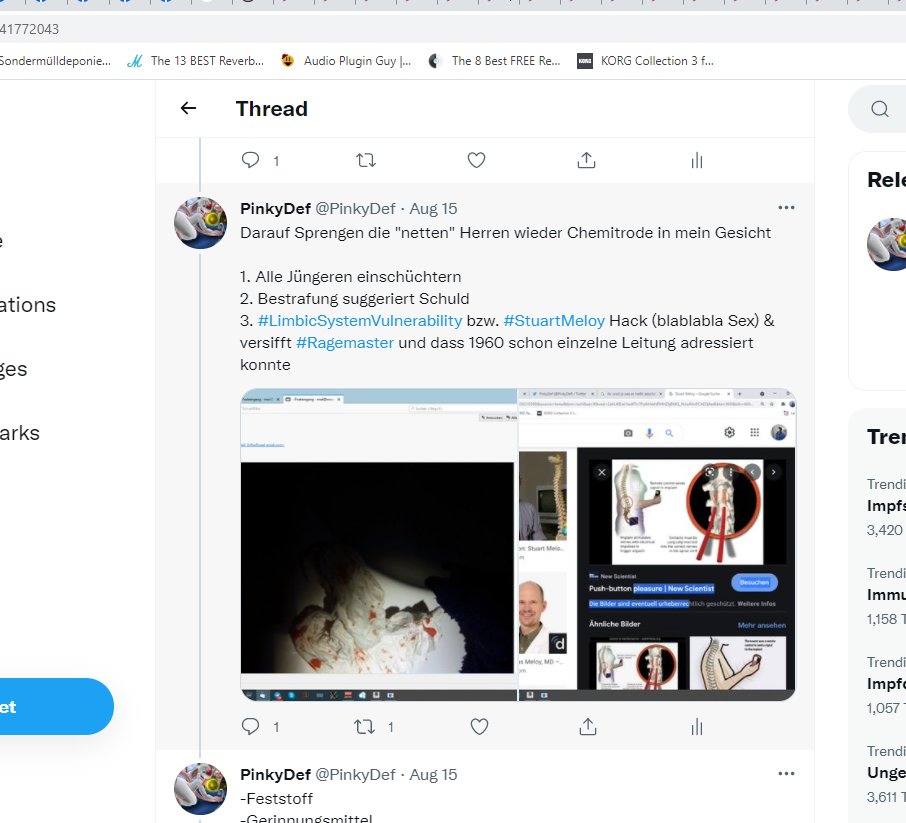 41772043
Sondermülldeponie...
The 13 BEST Reverb...
Audio Plugin Guy |...
The 8 Best FREE Re...
KORG
KORG Collection 3 f...
Thread
1
PinkyDef @PinkyDef · Aug 15
Darauf Sprengen die "netten" Herren wieder Chemitrode in mein Gesicht
1. Alle Jüngeren einschüchtern
2. Bestrafung suggeriert Schuld
3. #LimbicSystemVulnerability bzw. #StuartMeloy Hack (blablabla Sex) &
versifft #Ragemaster und dass 1960 schon einzelne Leitung adressiert
konnte
New Scientist
Push-button pleasure | New Scientist
Besuchen
Die Bilder sind eventuell urheberrechtlich geschützt. Weitere Infos
Ähnliche Bilder
Mehr ansehen
on: Stuart Melo...
as Meloy, MD –...
1
1
PinkyDef @PinkyDef · Aug 15
-Feststoff
-Gerinnungsmittel
e
ations
ges
arks
et
Rele
Tren
Trendi
Impfs
3,420
Trendi
Immu
1,158 T
Trendi
Impfo
1,057
Trendi
Unge
3,611 T